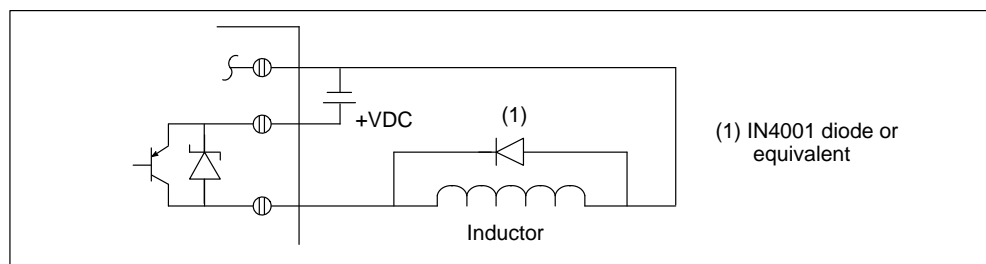 (1)
+VDC
(1) IN4001 diode or
equivalent
Inductor